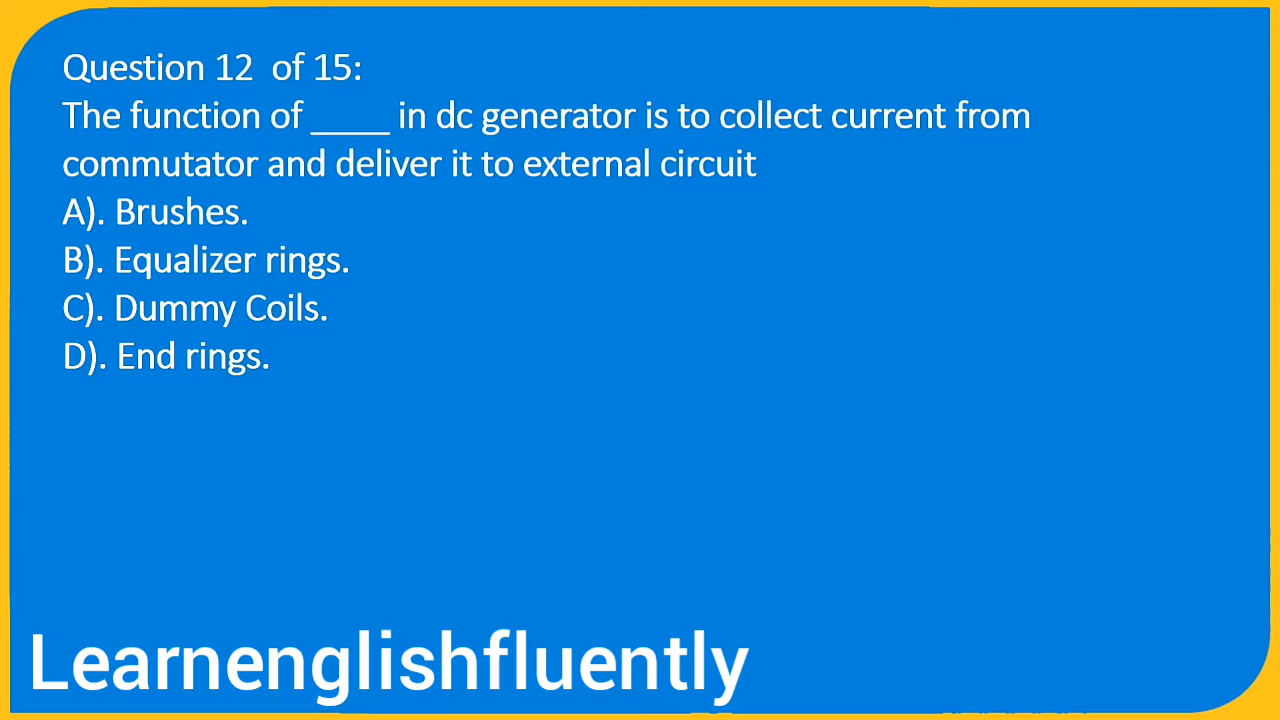 Question 12 of 15:
The function of ____ in dc generator is to collect current from
commutator and deliver it to external circuit
A). Brushes.
B). Equalizer rings.
C). Dummy Coils.
D). End rings.
Learnenglishfluently